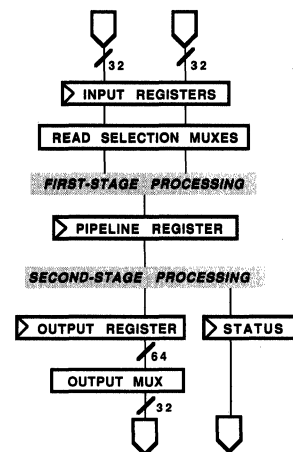 32 32
INPUT REGISTERS
READ SELECTION MUXES
FIRST-STAGE PROCESSING
PIPELINE REGISTER
SECOND-STAGE PROCESSING
OUTPUT REGISTER STATUS
64
OUTPUT MUX
32